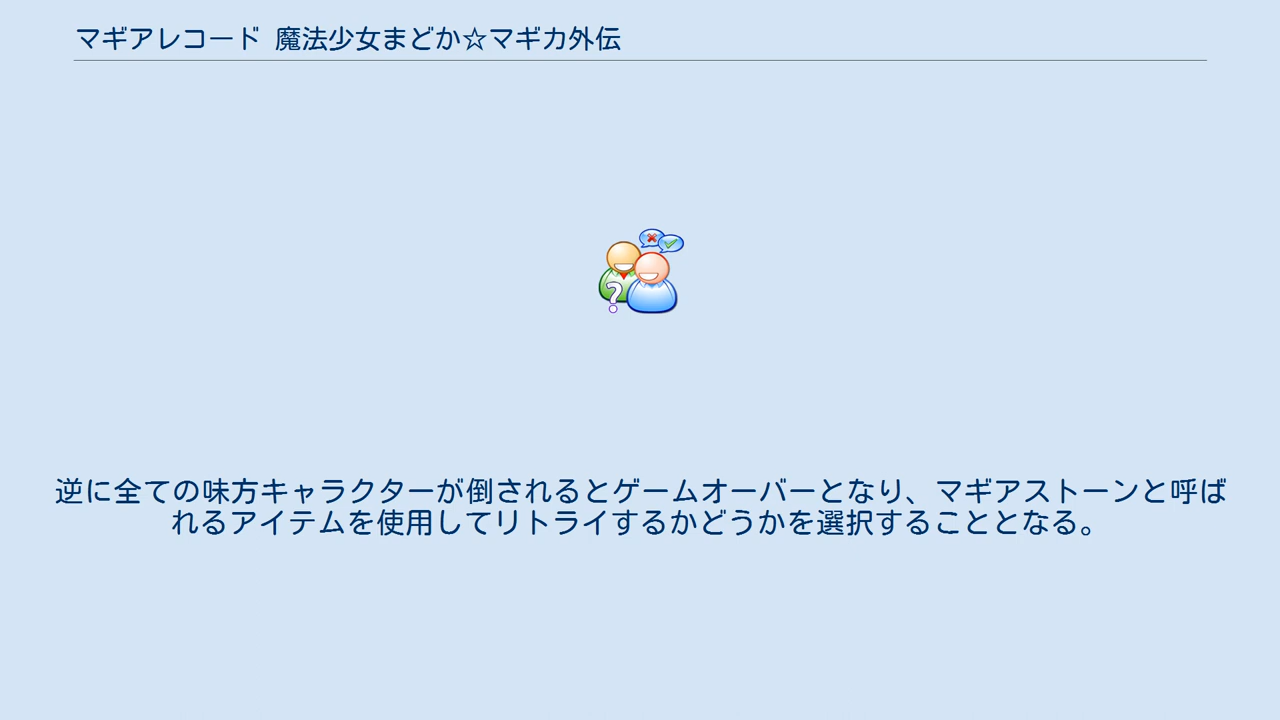 マギアレコード 魔法少女まどか☆マギカ外伝
逆に全ての味方キャラクターが倒されるとゲームオーバーとなり、マギアストーンと呼ば
れるアイテムを使用してリトライするかどうかを選択することとなる。